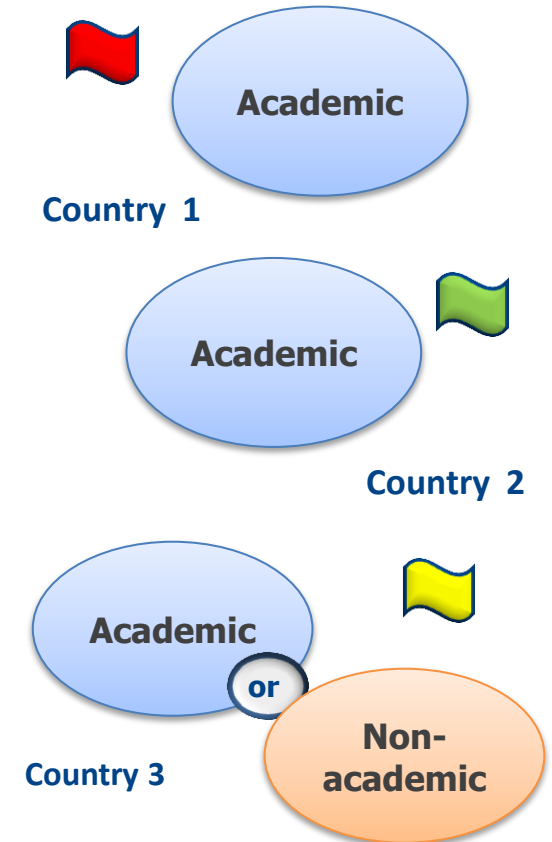 Academic
Country 1
Academic
Country 2
Academic
or
Non-
academic
Country 3